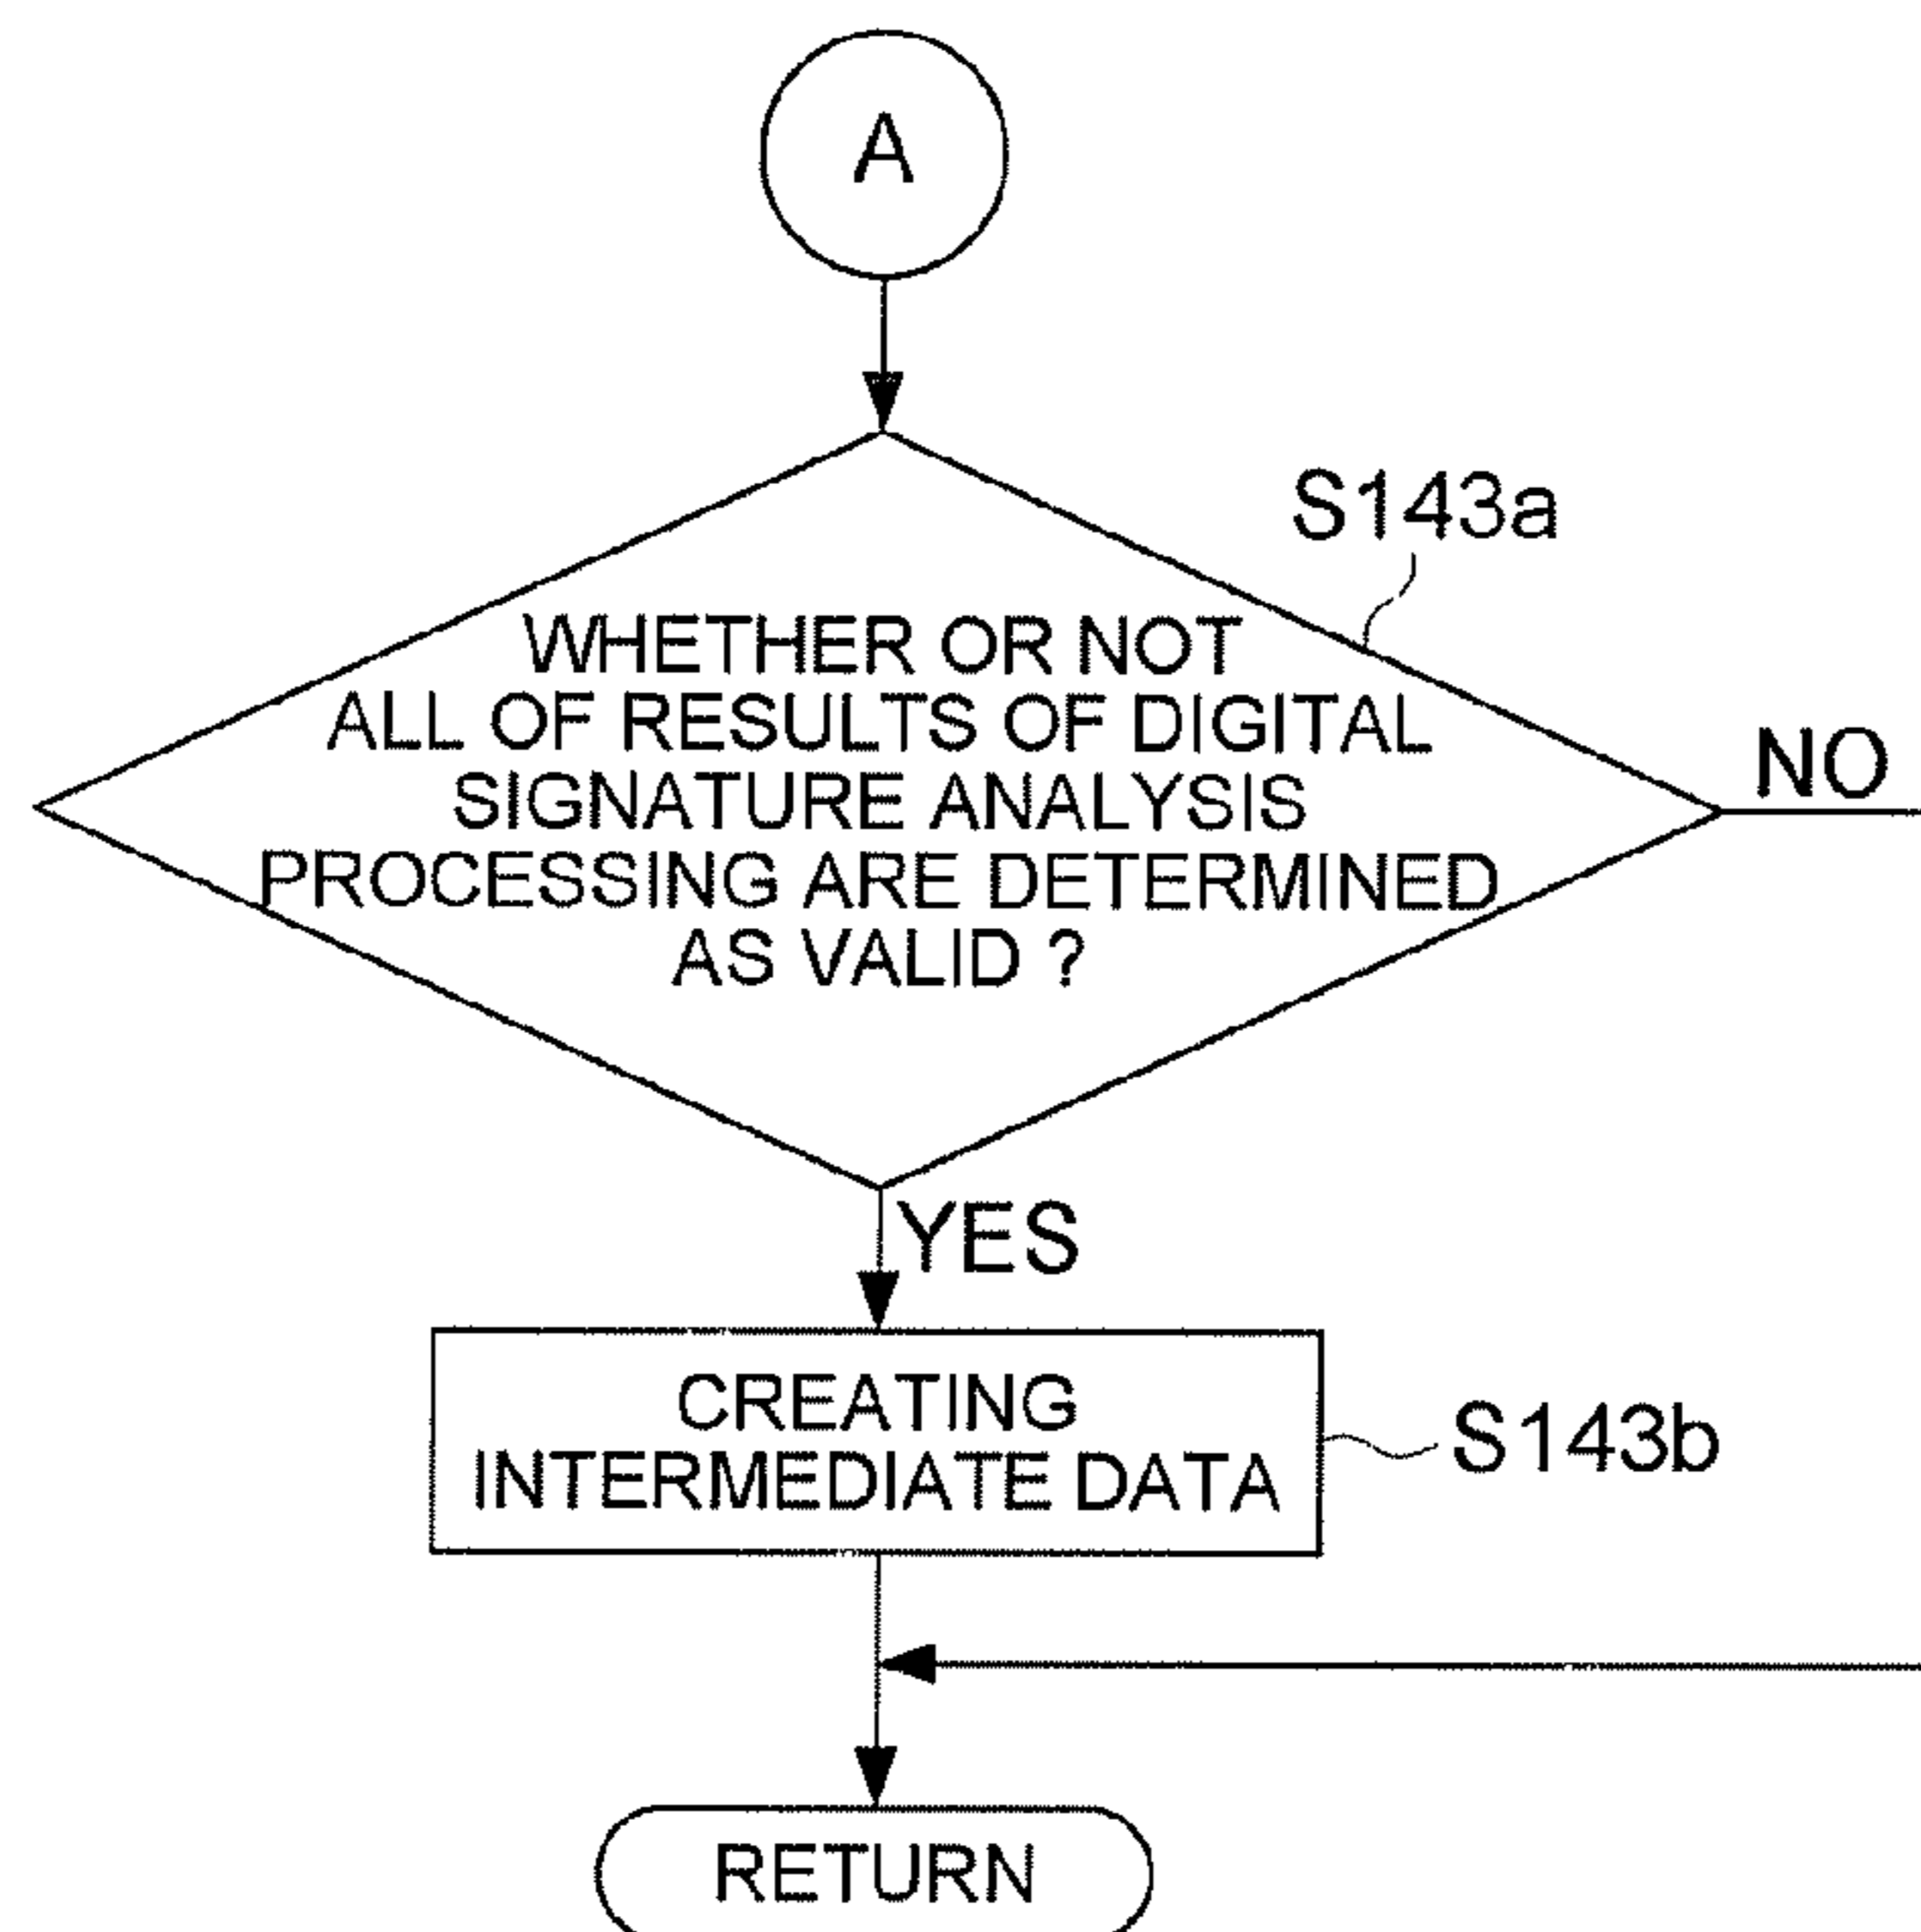 A
S143a
WHETHER OR NOT
ALL OF RESULTS OF DIGITAL
SIGNATURE ANALYSIS
PROCESSING ARE DETERMINED
AS VALID ?
NO
YES
CREATING
INTERMEDIATE DATA
S143b
RETURN